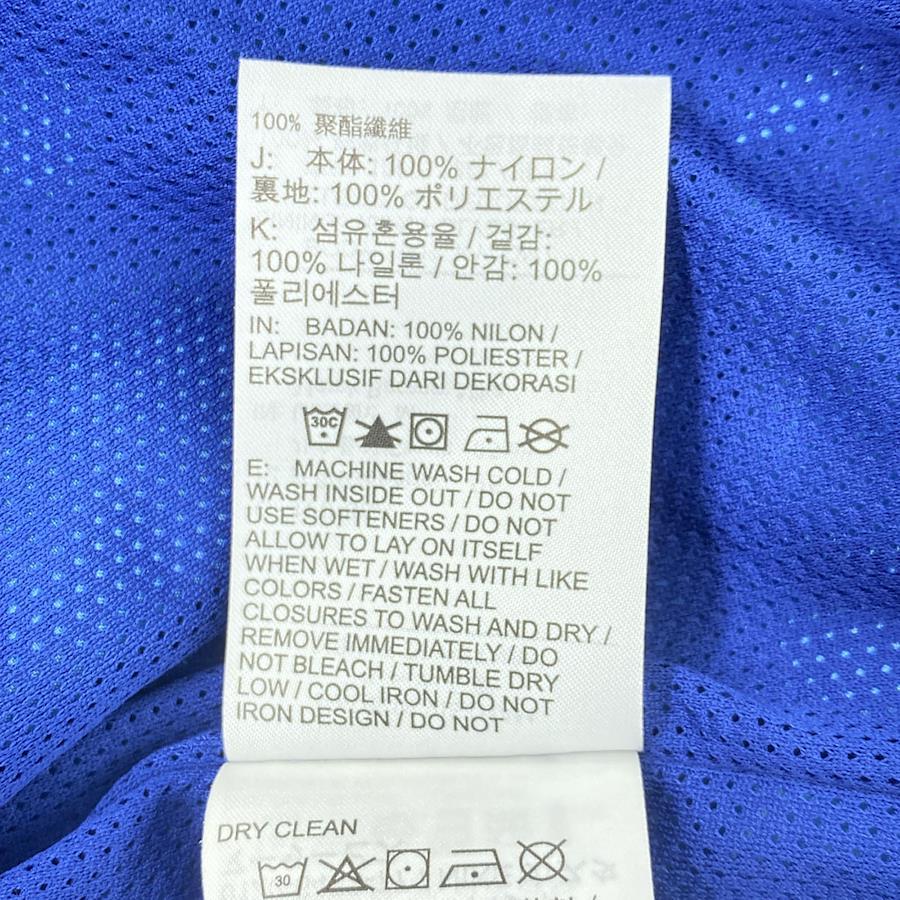 100% 聚酯纖維
J: 本体: 100% ナイロン /
裏地: 100% ポリエステル
K: 섬유혼용율 / 겉감:
100% 나일론 / 안감: 100%
폴리에스터
IN: BADAN: 100% NILON /
LAPISAN: 100% POLIESTER /
EKSKLUSIF DARI DEKORASI
30C
E: MACHINE WASH COLD /
WASH INSIDE OUT / DO NOT
USE SOFTENERS / DO NOT
ALLOW TO LAY ON ITSELF
WHEN WET / WASH WITH LIKE
COLORS / FASTEN ALL
CLOSURES TO WASH AND DRY /
REMOVE IMMEDIATELY / DO
NOT BLEACH / TUMBLE DRY
LOW / COOL IRON / DO NOT
IRON DESIGN / DO NOT
DRY CLEAN
30